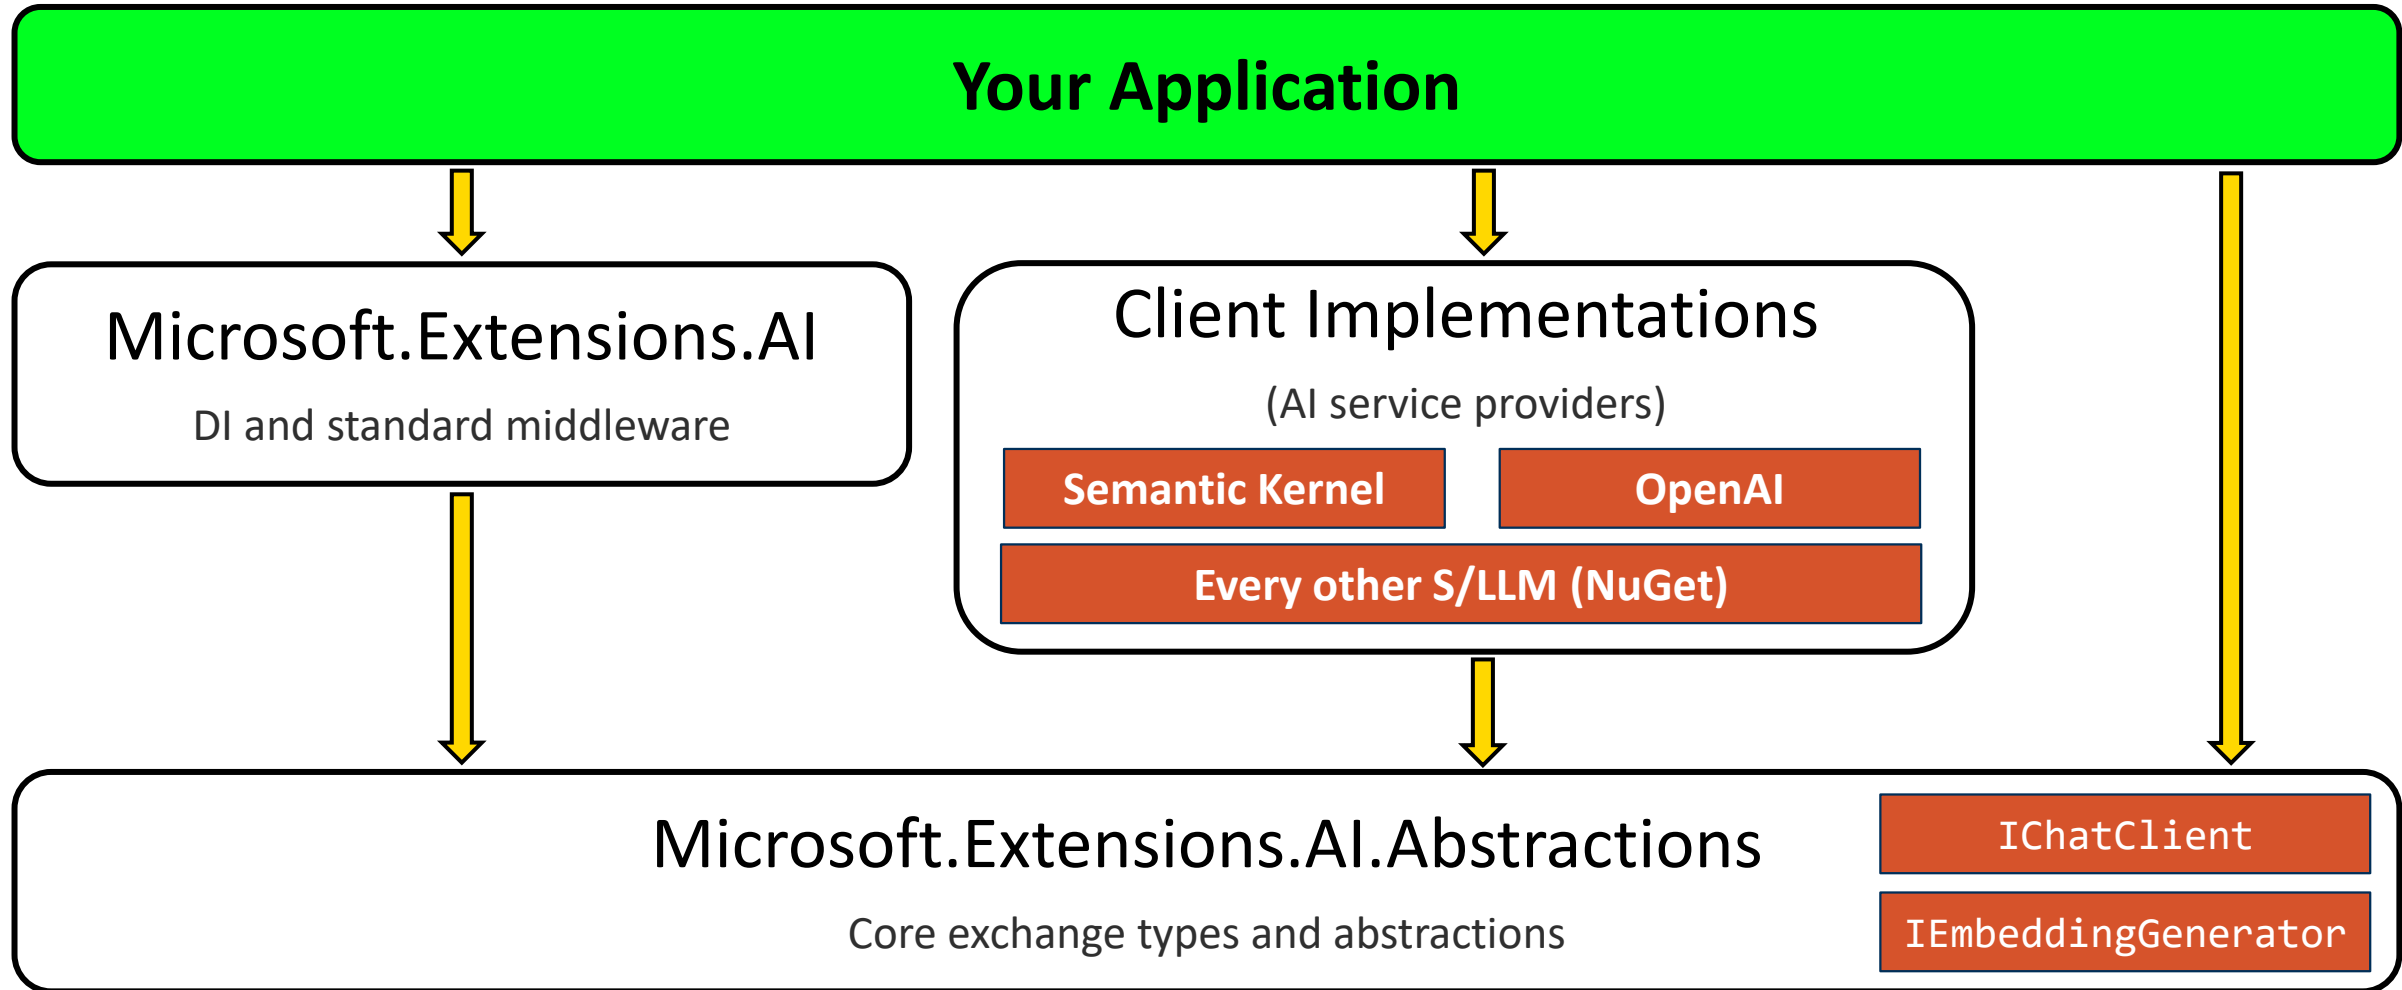 Your Application
Microsoft.Extensions.AI
DI and standard middleware
Client Implementations
(AI service providers)
Semantic Kernel
OpenAI
Every other S/LLM (NuGet)
Microsoft.Extensions.AI.Abstractions
Core exchange types and abstractions
IChatClient
IEmbeddingGenerator